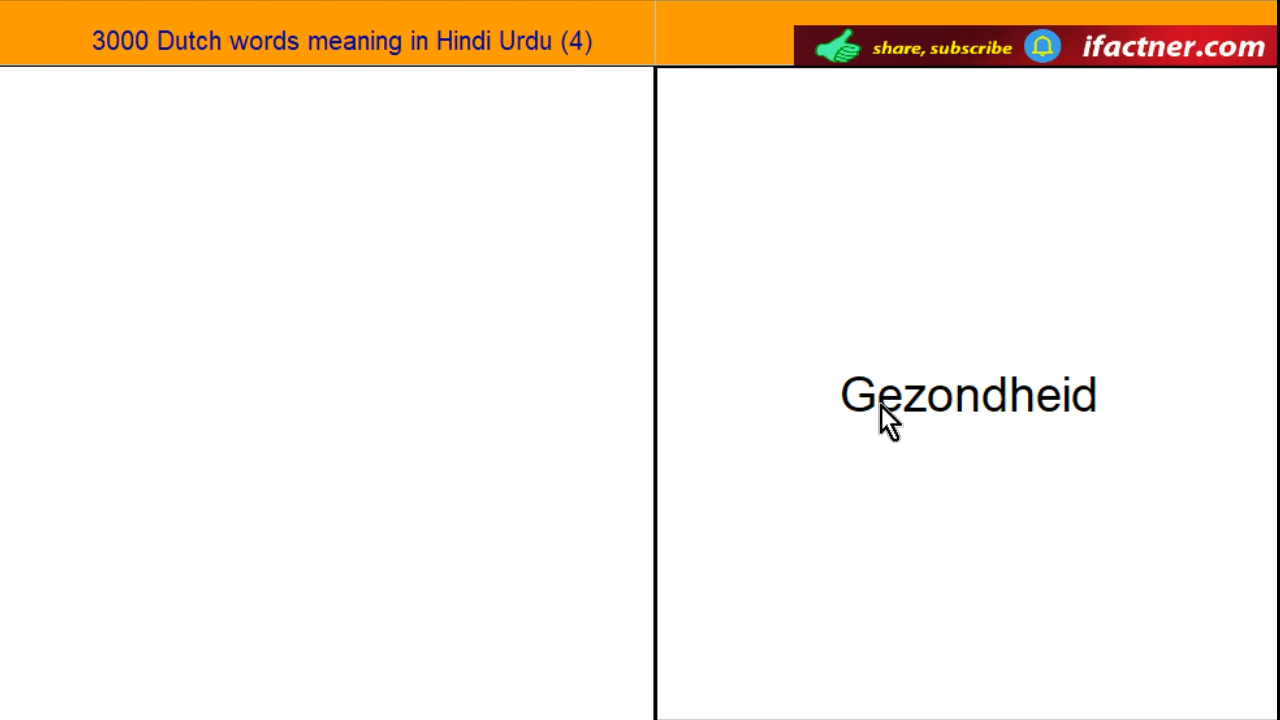 3000 Dutch words meaning in Hindi Urdu (4)
share, subscribe
ifactner.com
Gezondheid